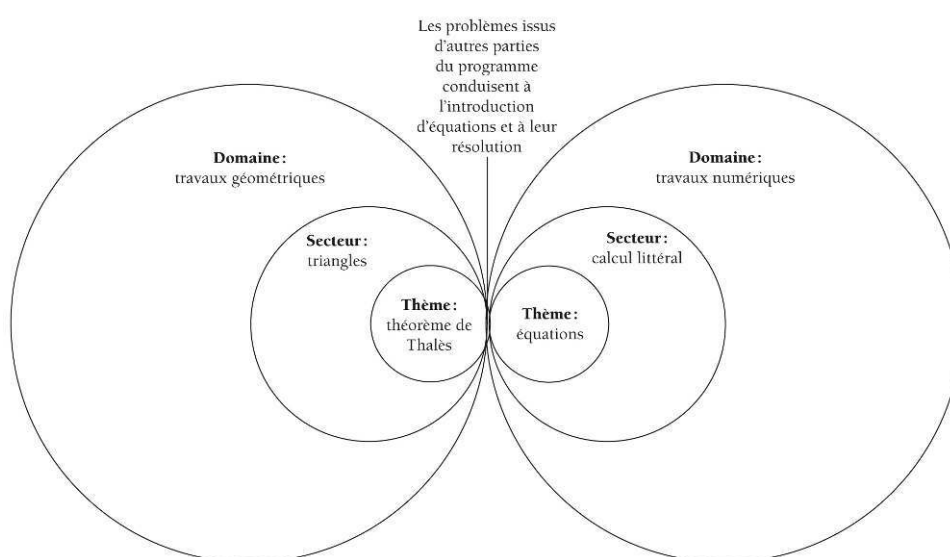 Les problèmes issus
d'autres parties
du programme
conduisent à
l'introduction
d'équations et à leur
résolution
Domaine :
travaux géométriques
Domaine :
travaux numériques
Secteur :
triangles
Secteur :
calcul littéral
Thème :
théorème de
Thalès
Thème :
équations